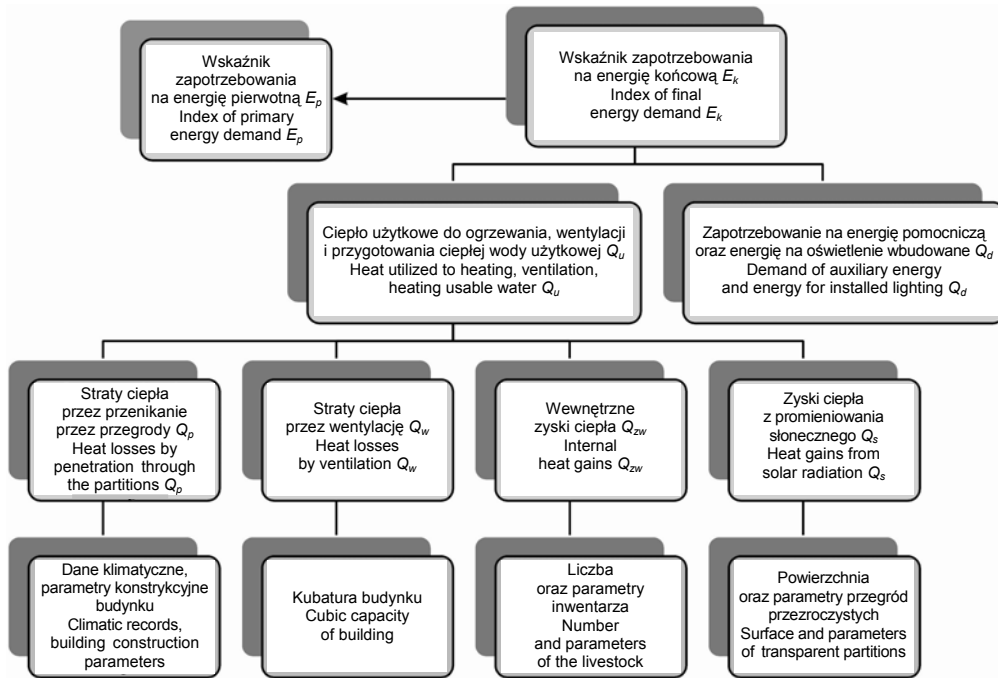 Wskaźnik
zapotrzebowania
na energię pierwotną Ep
Index of primary
energy demand Ep
Wskaźnik zapotrzebowania
na energię końcową Ek
Index of final
energy demand Ek
Ciepło użytkowe do ogrzewania, wentylacji
i przygotowania ciepłej wody użytkowej Qu
Heat utilized to heating, ventilation,
heating usable water Qu
Zapotrzebowanie na energię pomocniczą
oraz energię na oświetlenie wbudowane Qd
Demand of auxiliary energy
and energy for installed lighting Qd
Straty ciepła
przez przenikanie
przez przegrody Qp
Heat losses by
penetration through
the partitions Qp
Straty ciepła
przez wentylację Qw
Heat losses
by ventilation Qw
Wewnętrzne
zyski ciepła Qzw
Internal
heat gains Qzw
Zyski ciepła
z promieniowania
słonecznego Qs
Heat gains from
solar radiation Qs
Dane klimatyczne,
parametry konstrykcyjne
budynku
Climatic records,
building construction
parameters
Kubatura budynku
Cubic capacity
of building
Liczba
oraz parametry
inwentarza
Number
and parameters
of the livestock
Powierzchnia
oraz parametry przegród
przezroczystych
Surface and parameters
of transparent partitions